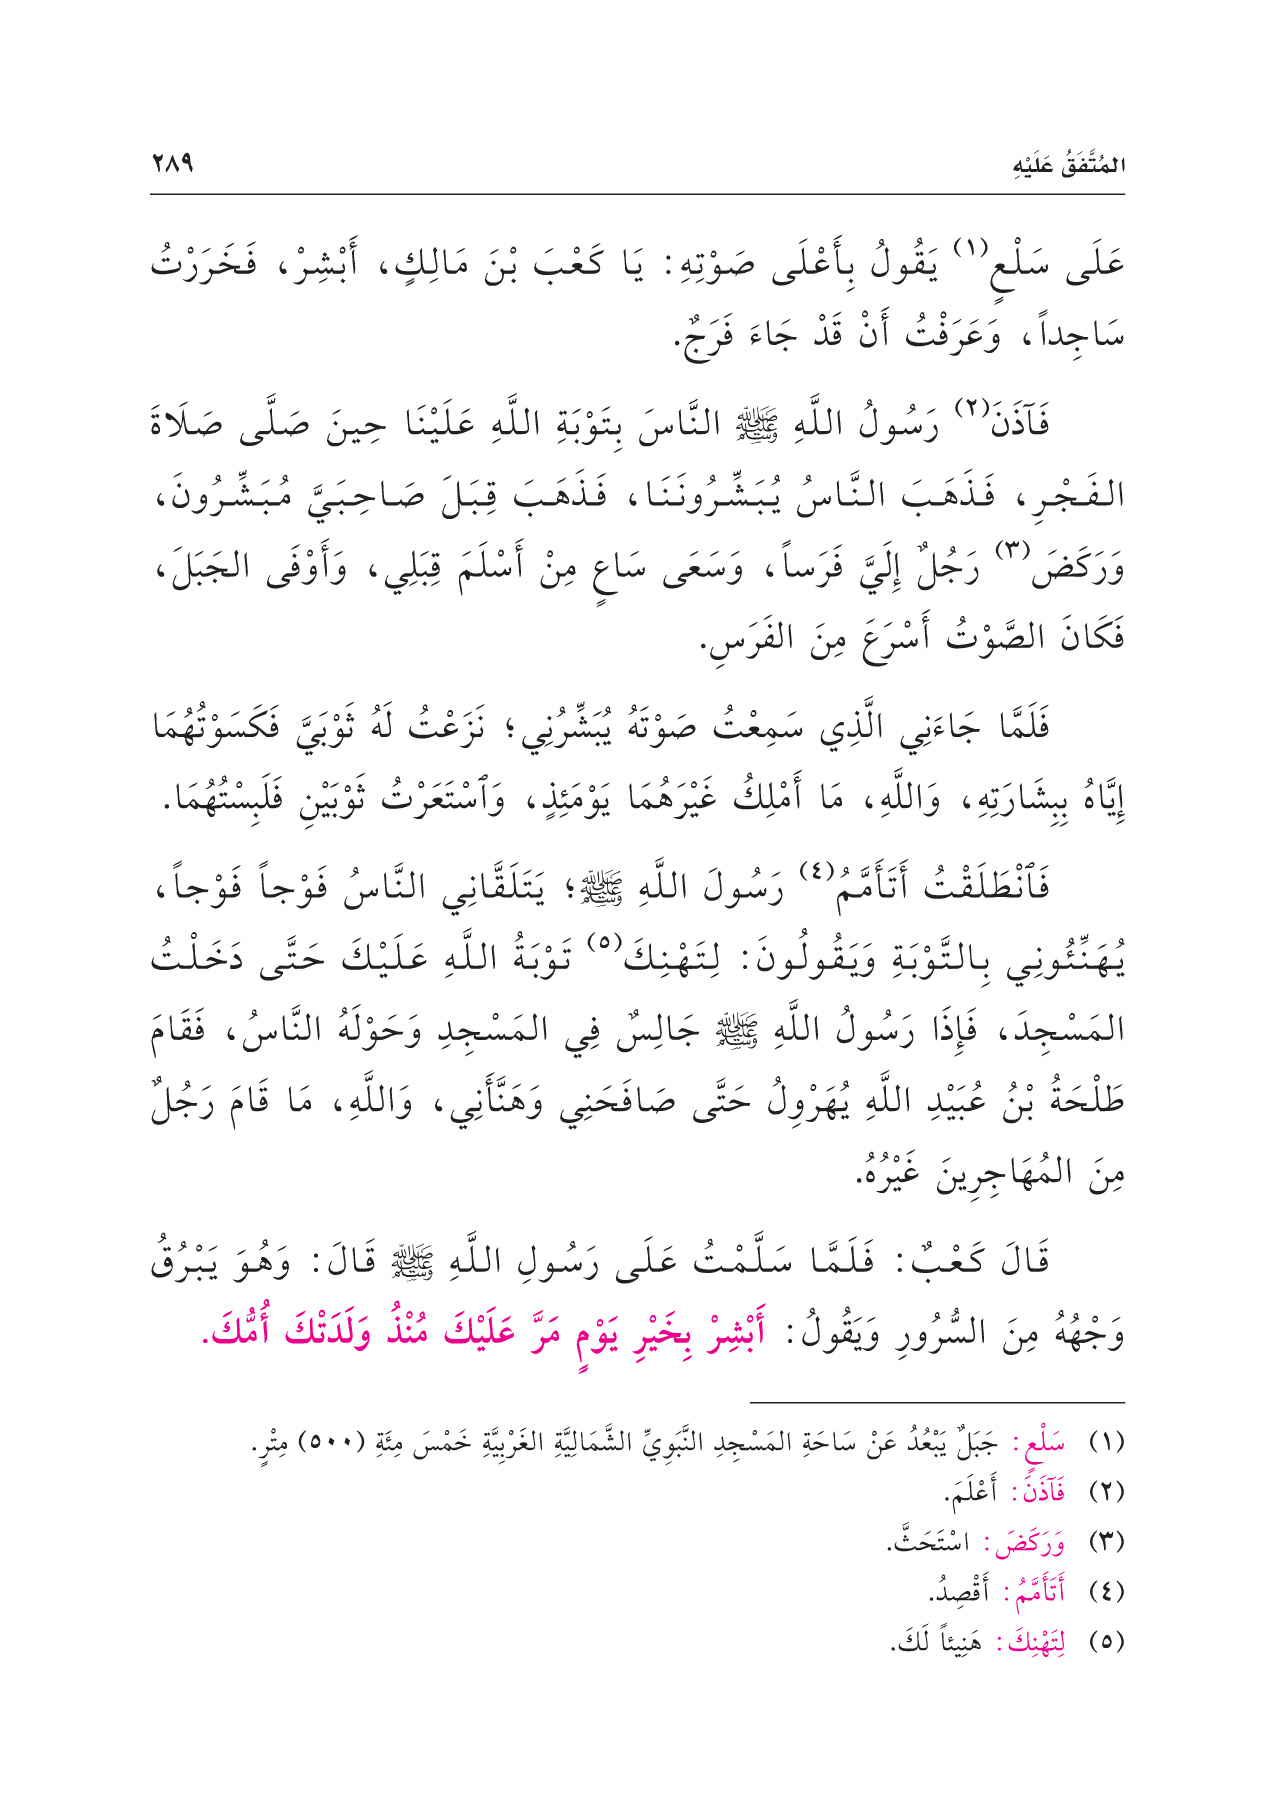 المُتَّفَقُ عَلَيْهِ ٢٨٩
عَلَى سَلْعٍ(١) يَقُولُ بِأَعْلَى صَوْتِهِ: يَا كَعْبَ بْنَ مَالِكٍ، أَبْشِرْ، فَخَرَرْتُ
سَاجِداً، وَعَرَفْتُ أَنْ قَدْ جَاءَ فَرَجٌ.
فَآذَنَ(٢) رَسُولُ اللَّهِ ﷺ النَّاسَ بِتَوْبَةِ اللَّهِ عَلَيْنَا حِينَ صَلَّى صَلَاةَ
الفَجْرِ، فَذَهَبَ النَّاسُ يُبَشِّرُونَنَا، فَذَهَبَ قِبَلَ صَاحِبَيَّ مُبَشِّرُونَ،
وَرَكَضَ(٣) رَجُلٌ إِلَيَّ فَرَساً، وَسَعَى سَاعٍ مِنْ أَسْلَمَ قِبَلِي، وَأَوْفَى الجَبَلَ،
فَكَانَ الصَّوْتُ أَسْرَعَ مِنَ الفَرَسِ.
فَلَمَّا جَاءَنِي الَّذِي سَمِعْتُ صَوْتَهُ يُبَشِّرُنِي؛ نَزَعْتُ لَهُ ثَوْبَيَّ فَكَسَوْتُهُمَا
إِيَّاهُ بِبِشَارَتِهِ، وَاللَّهِ، مَا أَمْلِكُ غَيْرَهُمَا يَوْمَئِذٍ، وَٱسْتَعَرْتُ ثَوْبَيْنِ فَلَبِسْتُهُمَا.
فَٱنْطَلَقْتُ أَتَأَمَّمُ(٤) رَسُولَ اللَّهِ ﷺ؛ يَتَلَقَّانِي النَّاسُ فَوْجاً فَوْجاً،
يُهَنِّئُونِي بِالتَّوْبَةِ وَيَقُولُونَ: لِتَهْنِكَ(٥) تَوْبَةُ اللَّهِ عَلَيْكَ حَتَّى دَخَلْتُ
المَسْجِدَ، فَإِذَا رَسُولُ اللَّهِ ﷺ جَالِسٌ فِي المَسْجِدِ وَحَوْلَهُ النَّاسُ، فَقَامَ
طَلْحَةُ بْنُ عُبَيْدِ اللَّهِ يُهَرْوِلُ حَتَّى صَافَحَنِي وَهَنَّأَنِي، وَاللَّهِ، مَا قَامَ رَجُلٌ
مِنَ المُهَاجِرِينَ غَيْرُهُ.
قَالَ كَعْبٌ: فَلَمَّا سَلَّمْتُ عَلَى رَسُولِ اللَّهِ ﷺ قَالَ: وَهُوَ يَبْرُقُ
وَجْهُهُ مِنَ السُّرُورِ وَيَقُولُ: أَبْشِرْ بِخَيْرِ يَوْمٍ مَرَّ عَلَيْكَ مُنْذُ وَلَدَتْكَ أُمُّكَ.
(١) سَلْعٍ: جَبَلٌ يَبْعُدُ عَنْ سَاحَةِ المَسْجِدِ النَّبَوِيِّ الشَّمَالِيَّةِ الغَرْبِيَّةِ خَمْسَ مِئَةِ (٥٠٠) مِتْرٍ.
(٢) فَآذَنَ: أَعْلَمَ.
(٣) وَرَكَضَ: اسْتَحَثَّ.
(٤) أَتَأَمَّمُ: أَقْصِدُ.
(٥) لِتَهْنِكَ: هَنِيئاً لَكَ.